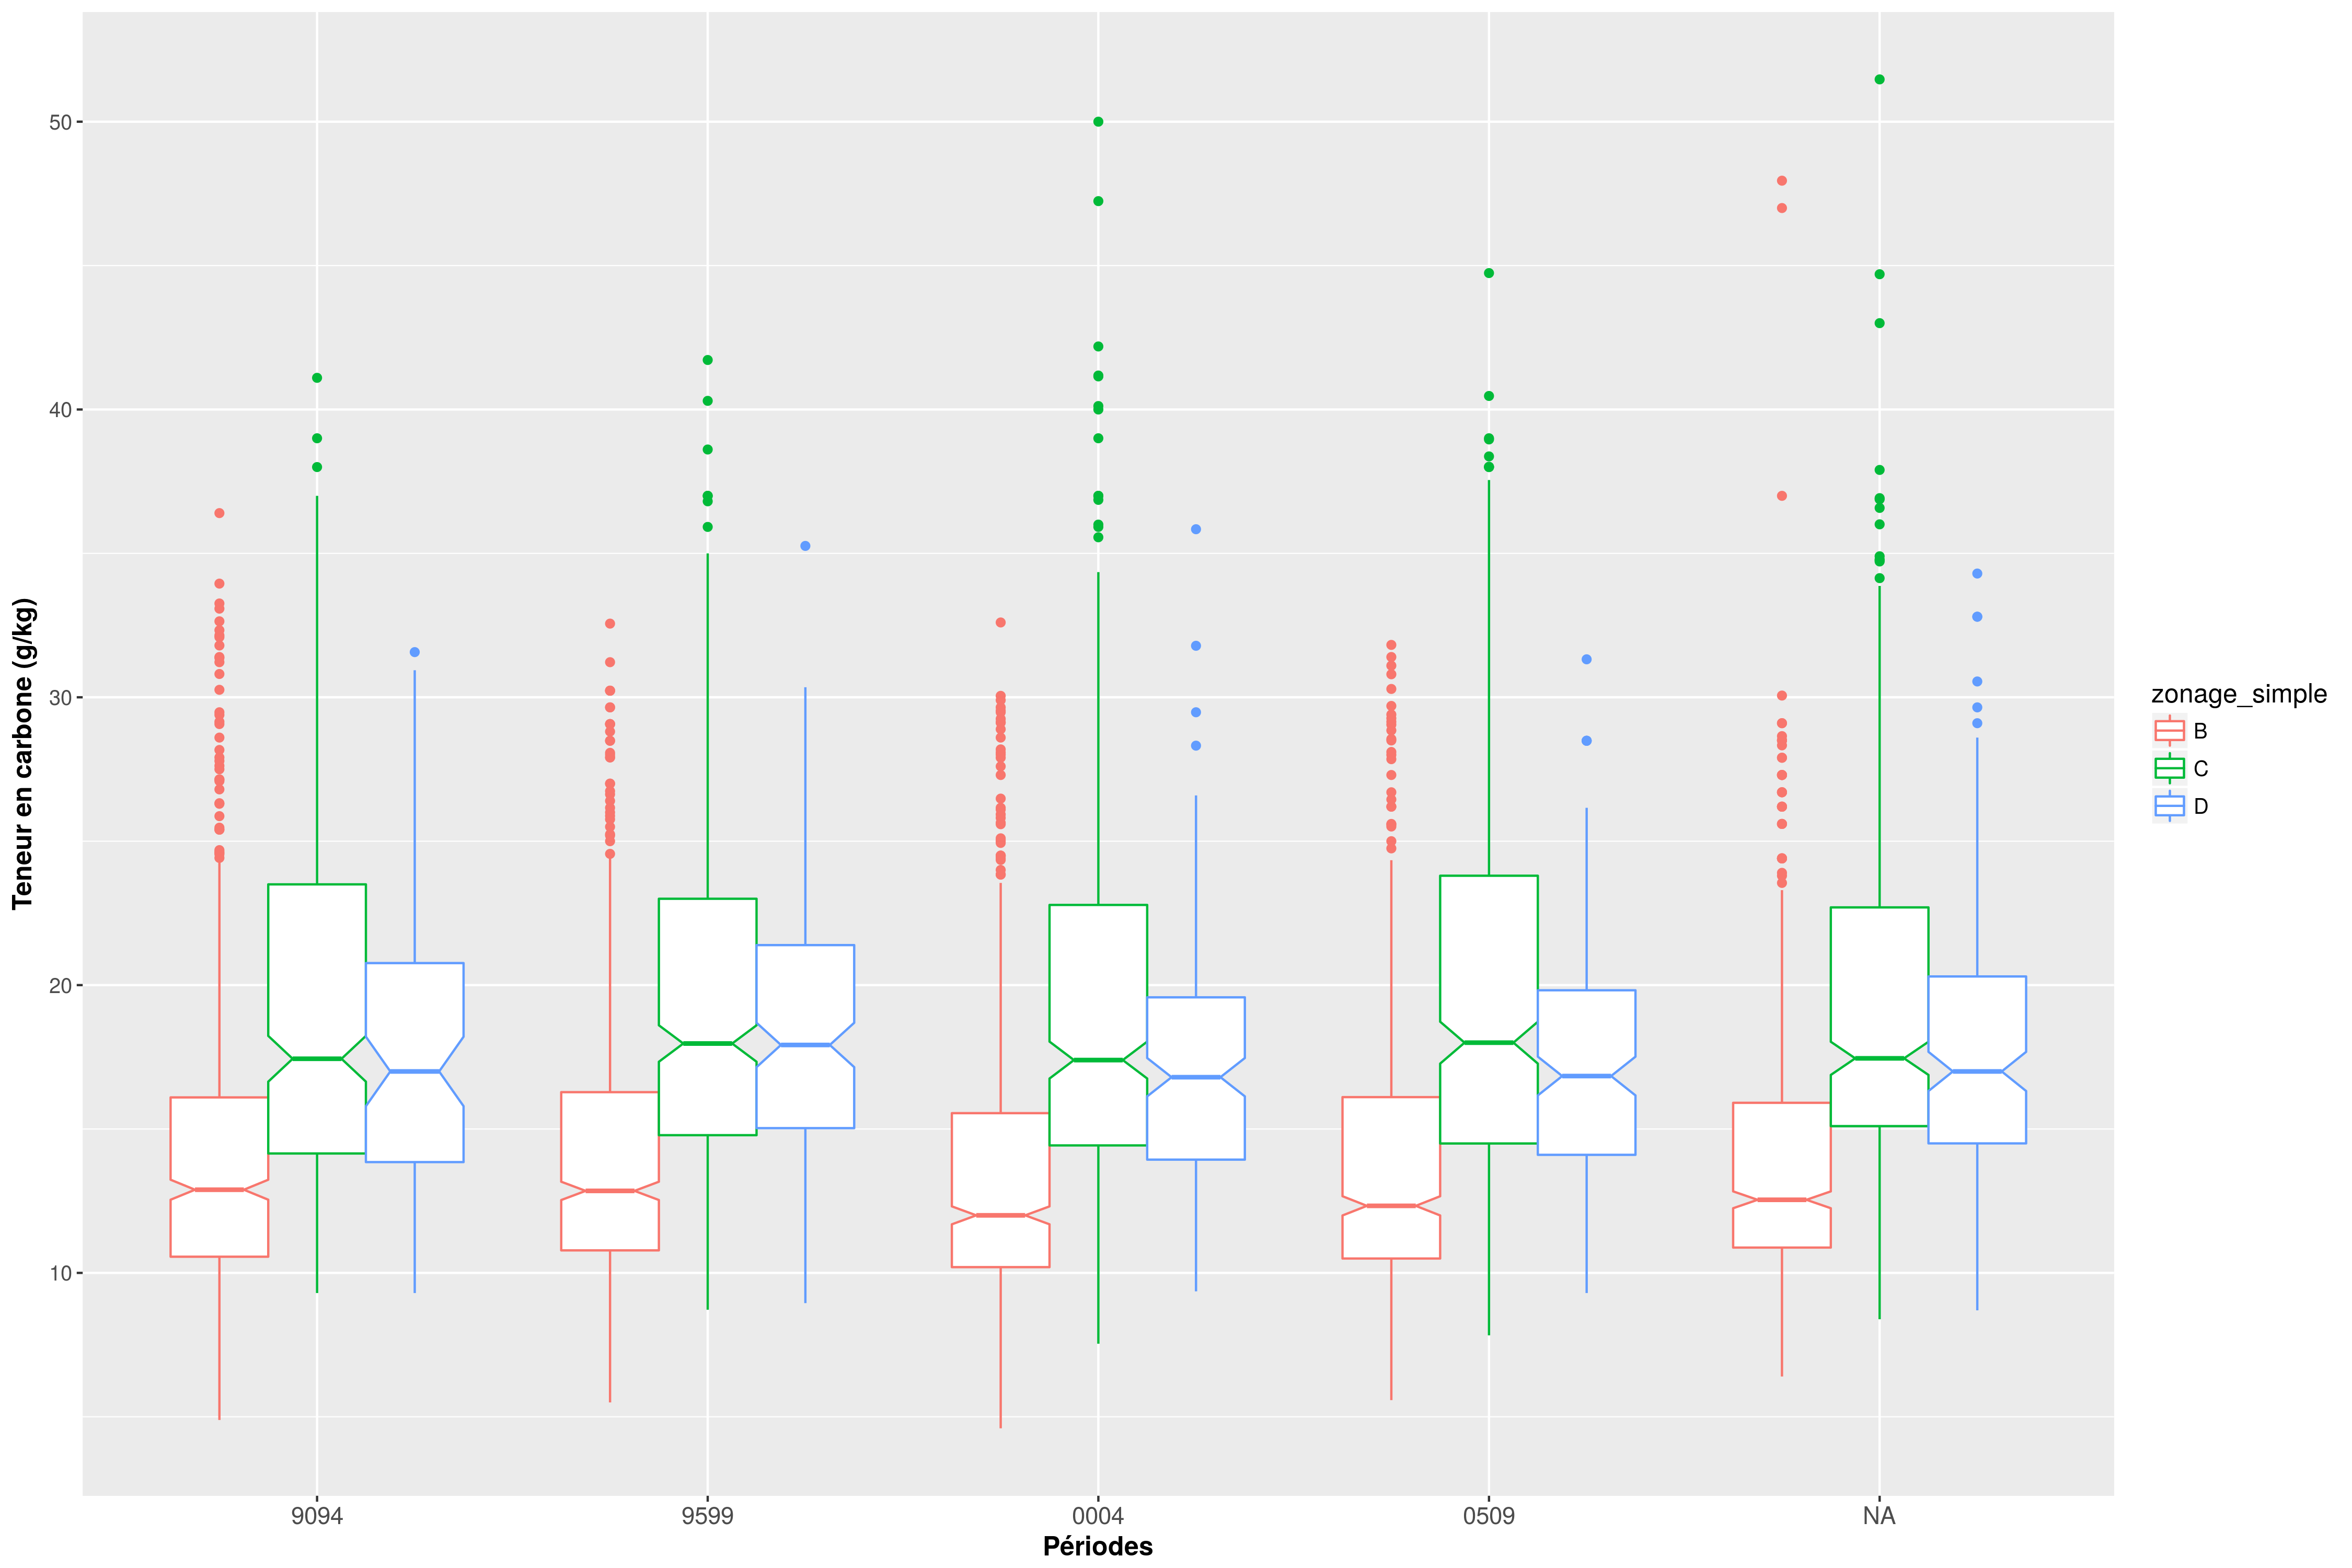 Teneur en carbone (g/kg)
50
40
30
20
10
9094
9599
0004
0509
NA
Périodes
zonage_simple
B
C
D